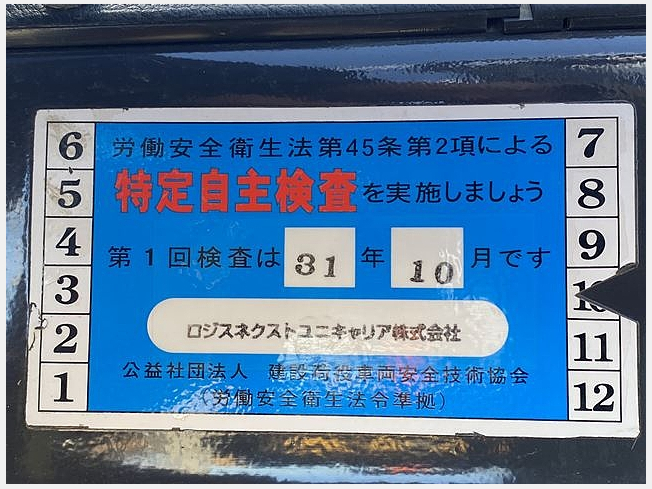 労働安全衛生法第45条第2項による
特定自主検査を実施しましょう
第1回検査は 31 年 10 月です
ロジスネクストユニキャリア株式会社
公益社団法人 建設荷役車両安全技術協会
(労働安全衛生法令準拠)
6
5
4
3
2
1
7
8
9
10
11
12